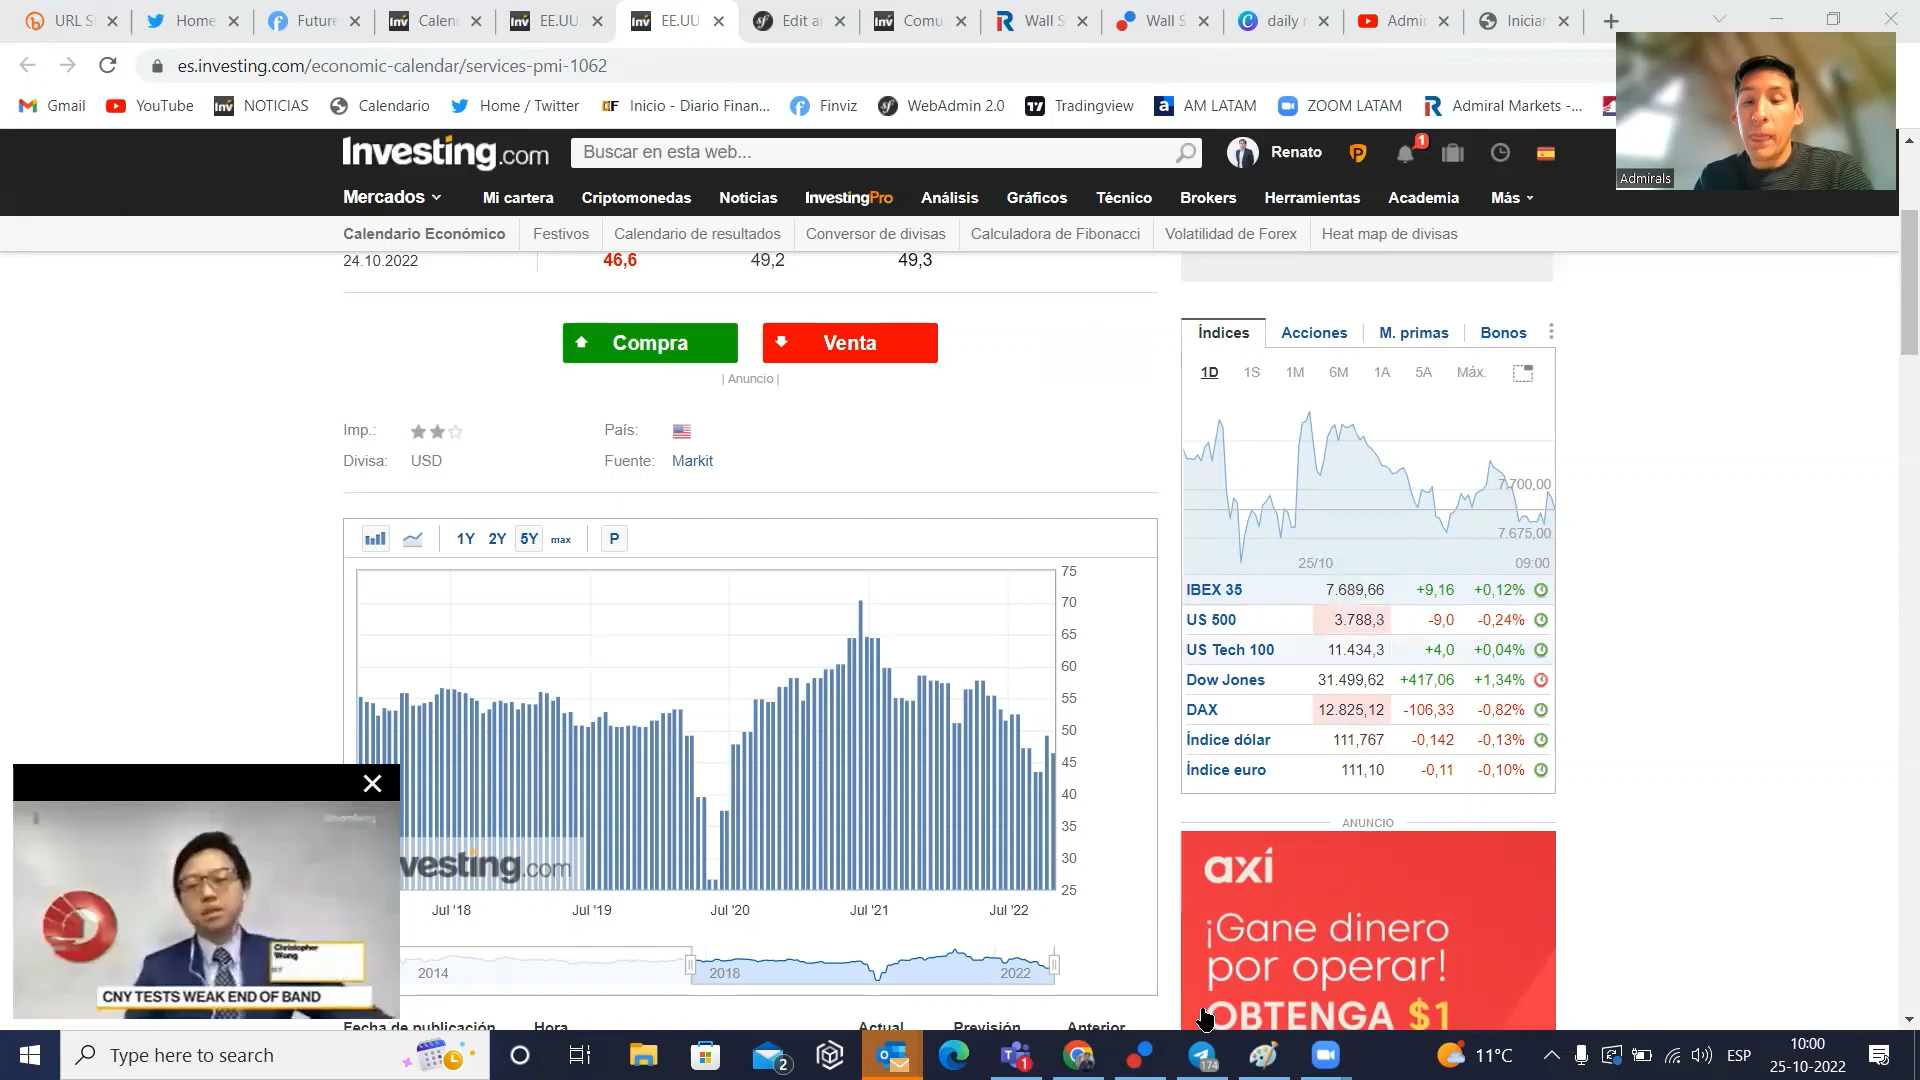 URL S
Home
Future
Calend
EE.UU.
EE.UU
Edit a
Comu
Wall S
Wall S
daily r
Admir
Iniciar
es.investing.com/economic-calendar/services-pmi-1062
Gmail
YouTube
NOTICIAS
Calendario
Home / Twitter
Inicio - Diario Finan...
Finviz
WebAdmin 2.0
Tradingview
AM LATAM
ZOOM LATAM
Admiral Markets -...
Admirals
Investing.com
Buscar en esta web...
Renato
1
Mercados
Mi cartera
Criptomonedas
Noticias
InvestingPro
Análisis
Gráficos
Técnico
Brokers
Herramientas
Academia
Más
Calendario Económico
Festivos
Calendario de resultados
Conversor de divisas
Calculadora de Fibonacci
Volatilidad de Forex
Heat map de divisas
24.10.2022 46,6 49,2 49,3
Compra
Venta
| Anuncio |
Imp.:
País:
Divisa: USD
Fuente: Markit
1Y 2Y 5Y max P
75
70
65
60
55
50
45
40
35
30
25
vesting.com
Jul '18 Jul '19 Jul '20 Jul '21 Jul '22
2014 2018 2022
Fecha de publicación Hora Actual Previsión Anterior
Índices Acciones M. primas Bonos
1D 1S 1M 6M 1A 5A Máx.
7.700,00
7.675,00
25/10 09:00
IBEX 35 7.689,66 +9,16 +0,12%
US 500 3.788,3 -9,0 -0,24%
US Tech 100 11.434,3 +4,0 +0,04%
Dow Jones 31.499,62 +417,06 +1,34%
DAX 12.825,12 -106,33 -0,82%
Índice dólar 111,767 -0,142 -0,13%
Índice euro 111,10 -0,11 -0,10%
ANUNCIO
axi
¡Gane dinero
por operar!
OBTENGA $1
Bloomberg
Christopher
Wong
CNY TESTS WEAK END OF BAND
Type here to search
2
1
174
11°C
ESP
10:00
25-10-2022